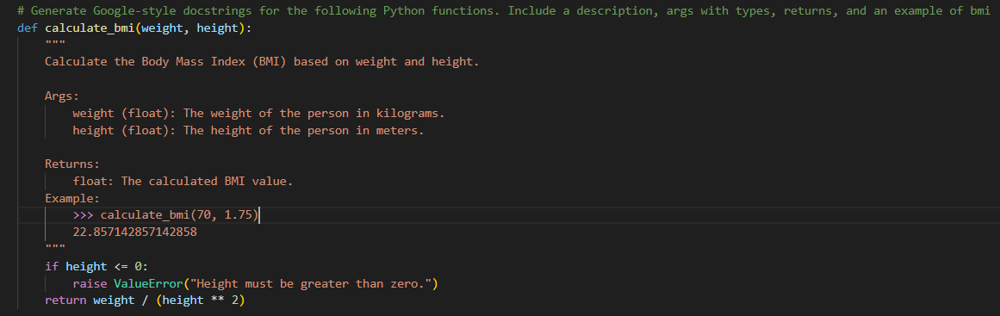 # Generate Google-style docstrings for the following Python functions. Include a description, args with types, returns, and an example of bmi
def calculate_bmi(weight, height):
    """
    Calculate the Body Mass Index (BMI) based on weight and height.

    Args:
        weight (float): The weight of the person in kilograms.
        height (float): The height of the person in meters.

    Returns:
        float: The calculated BMI value.
    Example:
        >>> calculate_bmi(70, 1.75)
        22.857142857142858
    """
    if height <= 0:
        raise ValueError("Height must be greater than zero.")
    return weight / (height ** 2)